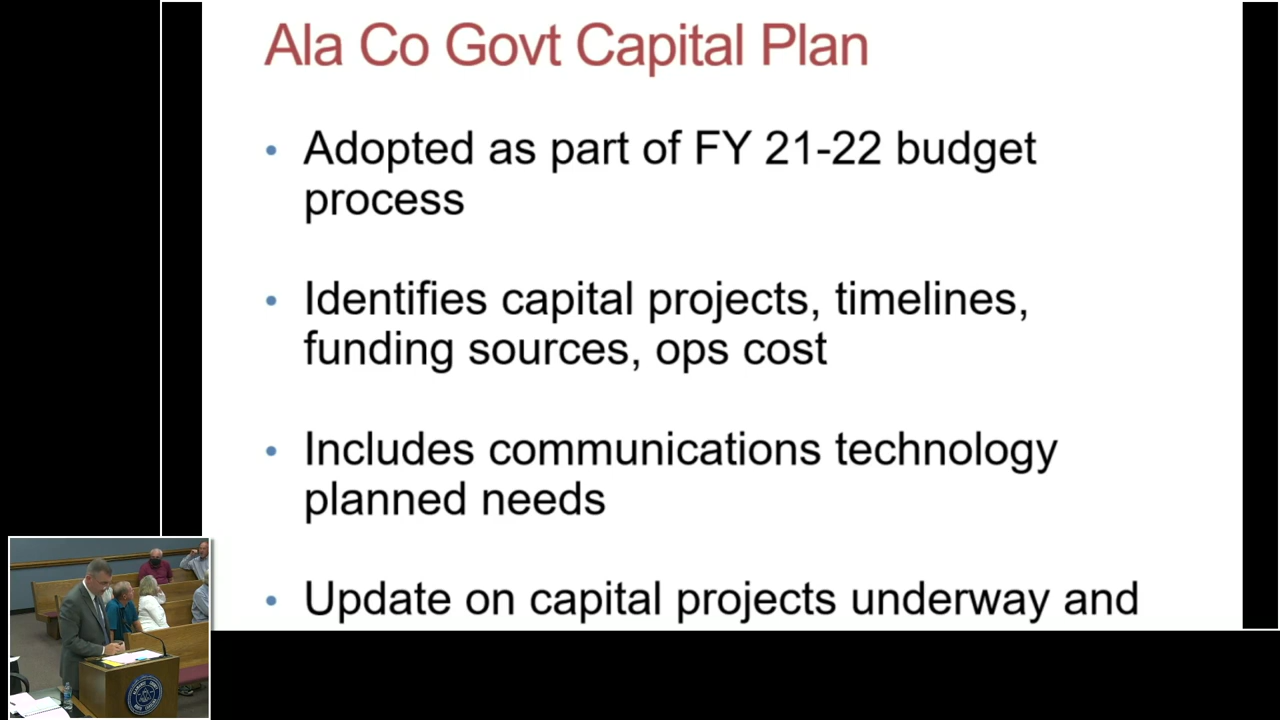 Ala Co Govt Capital Plan
• Adopted as part of FY 21-22 budget
process
• Identifies capital projects, timelines,
funding sources, ops cost
• Includes communications technology
planned needs
• Update on capital projects underway and